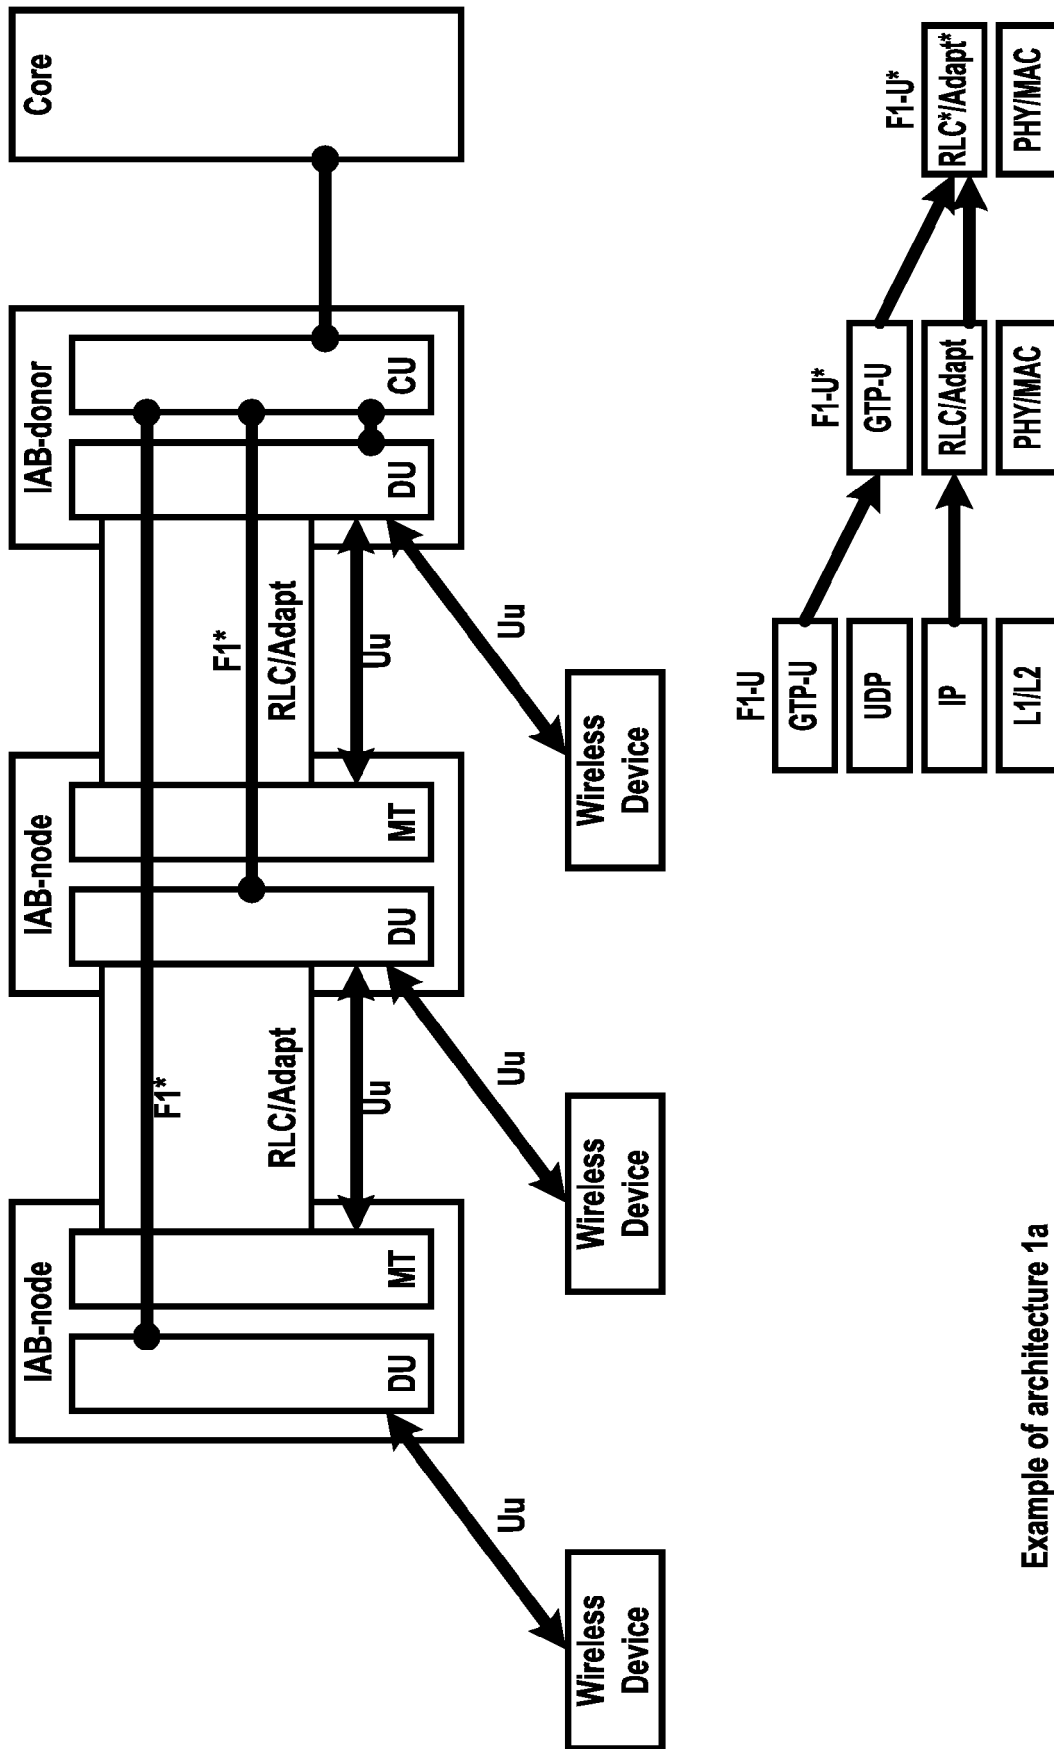 IAB-node
DU
MT
F1*
RLC/Adapt
Uu
IAB-node
DU
MT
F1*
RLC/Adapt
Uu
IAB-donor
DU
CU
Core
Uu
Wireless
Device
Uu
Wireless
Device
Uu
Wireless
Device
F1-U
GTP-U
UDP
IP
L1/L2
F1-U*
GTP-U
RLC/Adapt
PHY/MAC
F1-U*
RLC*/Adapt*
PHY/MAC
Example of architecture 1a